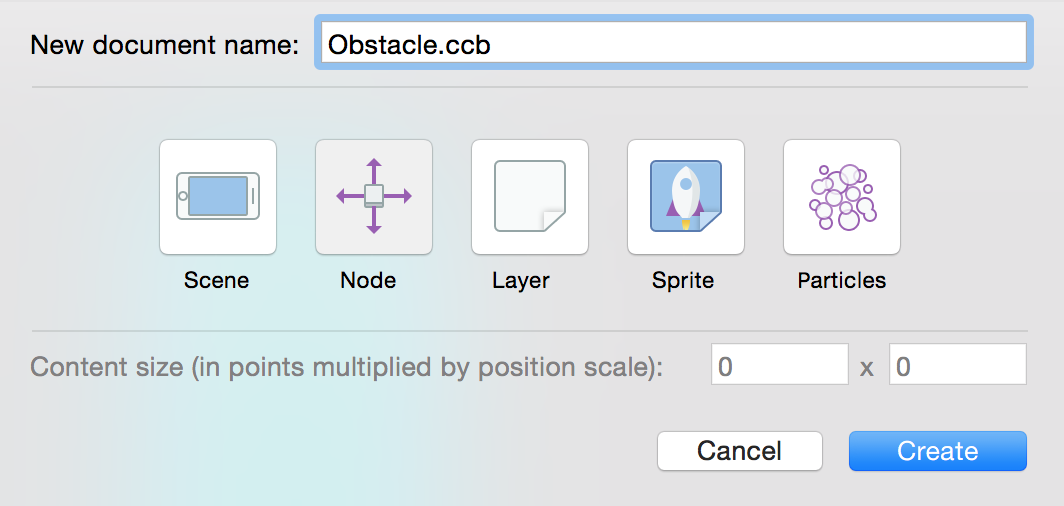 New document name: Obstacle.ccb
Scene Node Layer Sprite Particles
Content size (in points multiplied by position scale): 0 x 0
Cancel Create